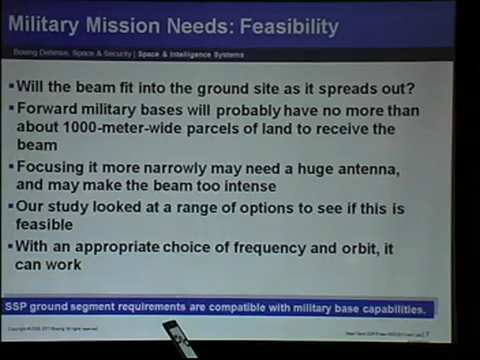 Military Mission Needs: Feasibility
Boeing Defense, Space & Security | Space & Intelligence Systems
▪Will the beam fit into the ground site as it spreads out?
▪Forward military bases will probably have no more than
about 1000-meter-wide parcels of land to receive the
beam
▪Focusing it more narrowly may need a huge antenna,
and may make the beam too intense
▪Our study looked at a range of options to see if this is
feasible
▪With an appropriate choice of frequency and orbit, it
can work
SSP ground segment requirements are compatible with military base capabilities.
Boeing. All rights reserved.